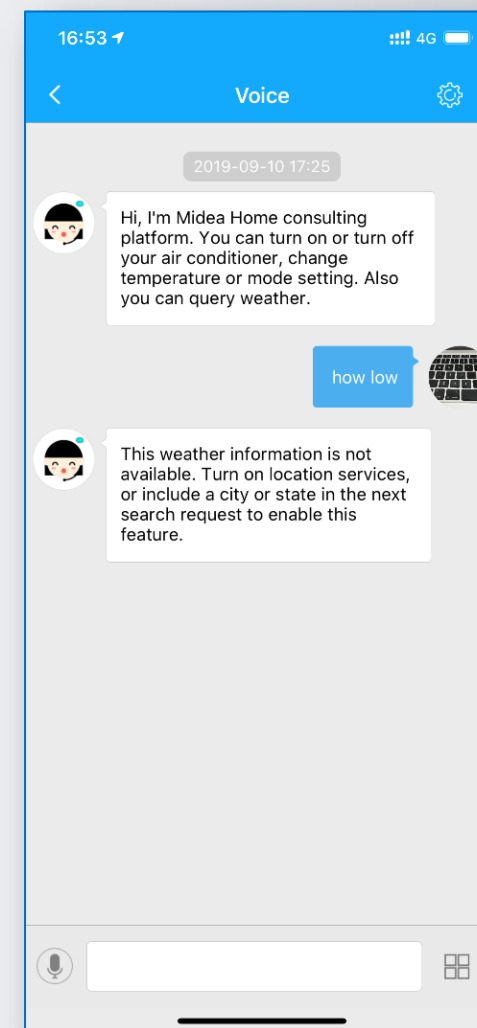 16:53 4G
Voice
2019-09-10 17:25
Hi, I'm Midea Home consulting
platform. You can turn on or turn off
your air conditioner, change
temperature or mode setting. Also
you can query weather.
how low
This weather information is not
available. Turn on location services,
or include a city or state in the next
search request to enable this
feature.